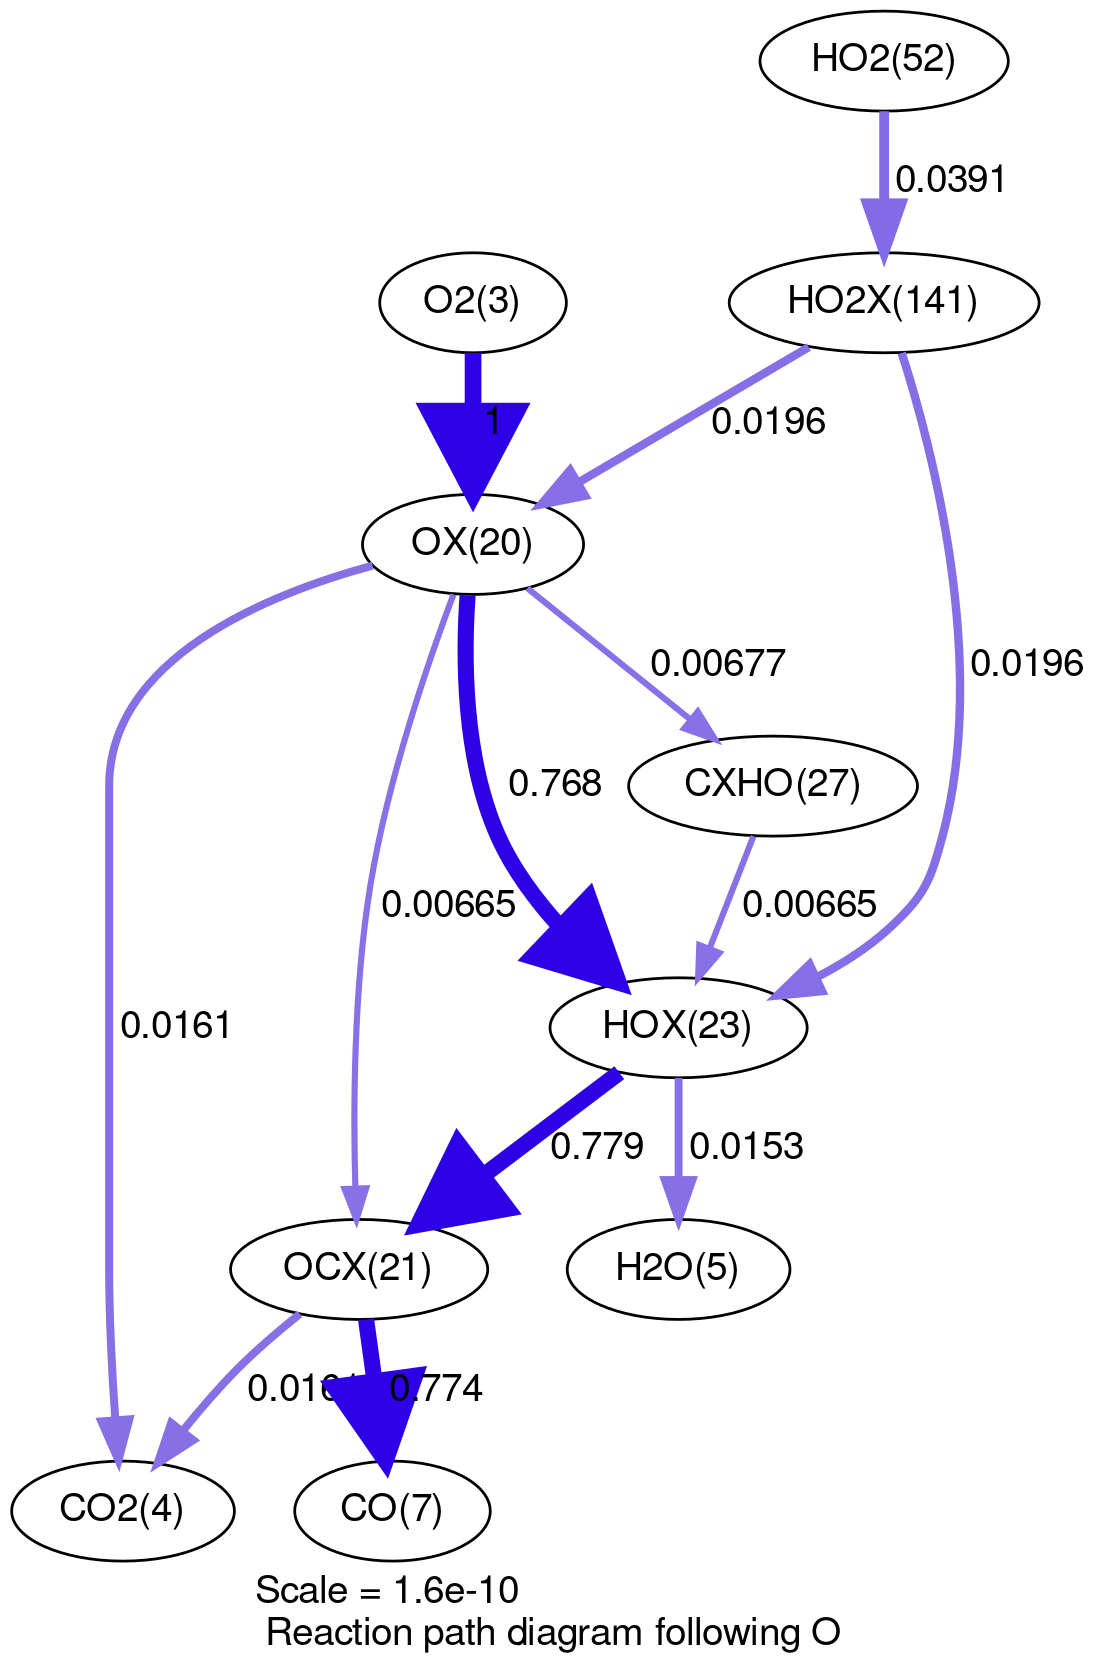 HO2(52)
0.0391
O2(3)
HO2X(141)
1
0.0196
OX(20)
0.00677
0.0196
0.768
CXHO(27)
0.00665
0.00665
0.0161
HOX(23)
0.779
0.0153
OCX(21)
H2O(5)
0.774
CO2(4)
CO(7)
Scale = 1.6e-10
Reaction path diagram following O